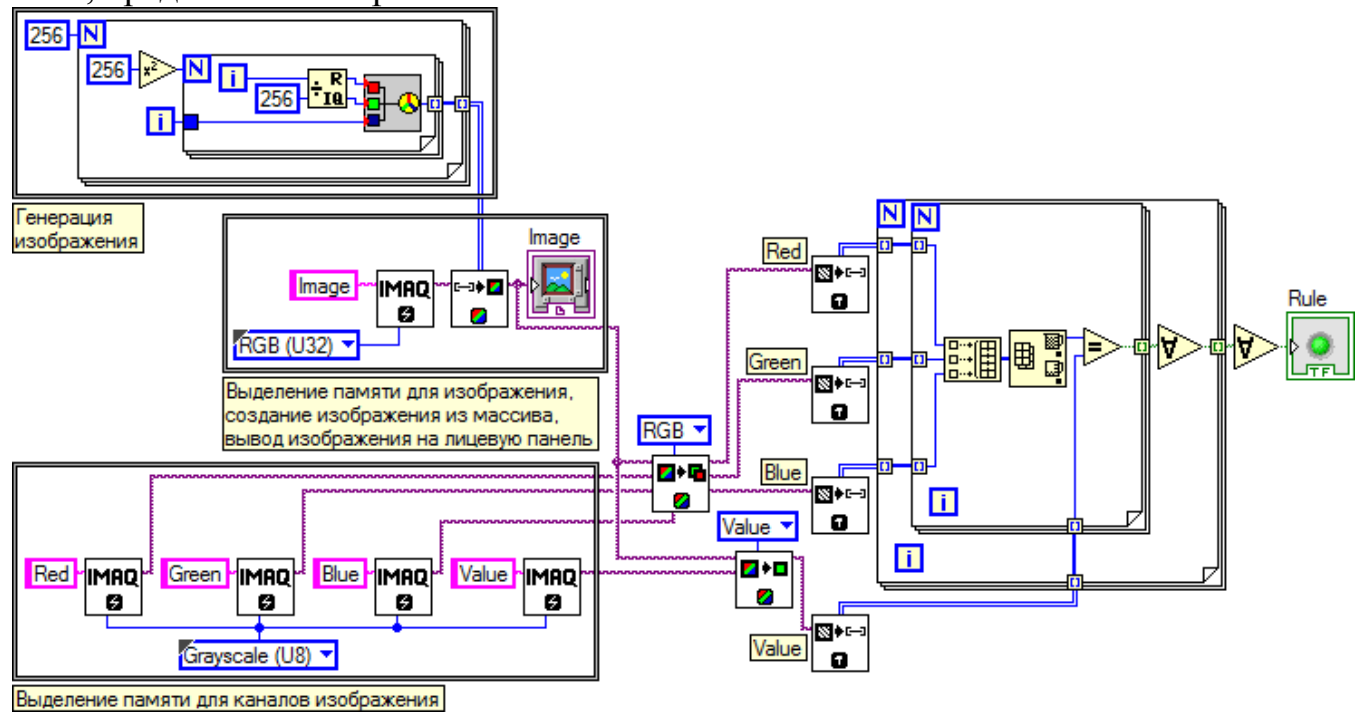 256
N
256
x²
N
i
R
IQ
256
i
Генерация
изображения
Image
Image
IMAQ
RGB (U32)
Выделение памяти для изображения,
создание изображения из массива,
вывод изображения на лицевую панель
RGB
Red
Green
Blue
N N
i
i
=
∀ ∀
Rule
TF
Value
Red IMAQ Green IMAQ Blue IMAQ Value IMAQ
Grayscale (U8)
Value
Выделение памяти для каналов изображения